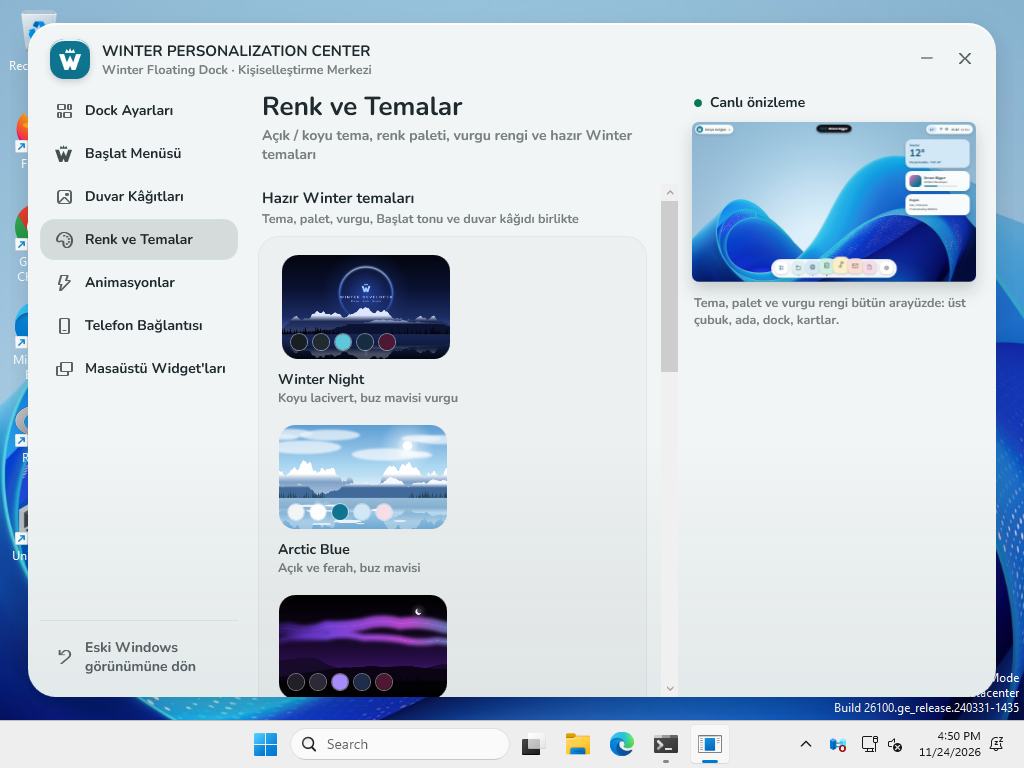 WINTER PERSONALIZATION CENTER
Winter Floating Dock · Kişiselleştirme Merkezi
Dock Ayarları
Başlat Menüsü
Duvar Kâğıtları
Renk ve Temalar
Animasyonlar
Telefon Bağlantısı
Masaüstü Widget'ları
Eski Windows
görünümüne dön
Renk ve Temalar
Açık / koyu tema, renk paleti, vurgu rengi ve hazır Winter
temaları
Hazır Winter temaları
Tema, palet, vurgu, Başlat tonu ve duvar kâğıdı birlikte
WINTER DEVELOPER
Winter Night
Koyu lacivert, buz mavisi vurgu
Arctic Blue
Açık ve ferah, buz mavisi
Canlı önizleme
12°
Tema, palet ve vurgu rengi bütün arayüzde: üst
çubuk, ada, dock, kartlar.
Mode
Build 26100.ge_release.240331-1435
Search
4:50 PM
11/24/2026